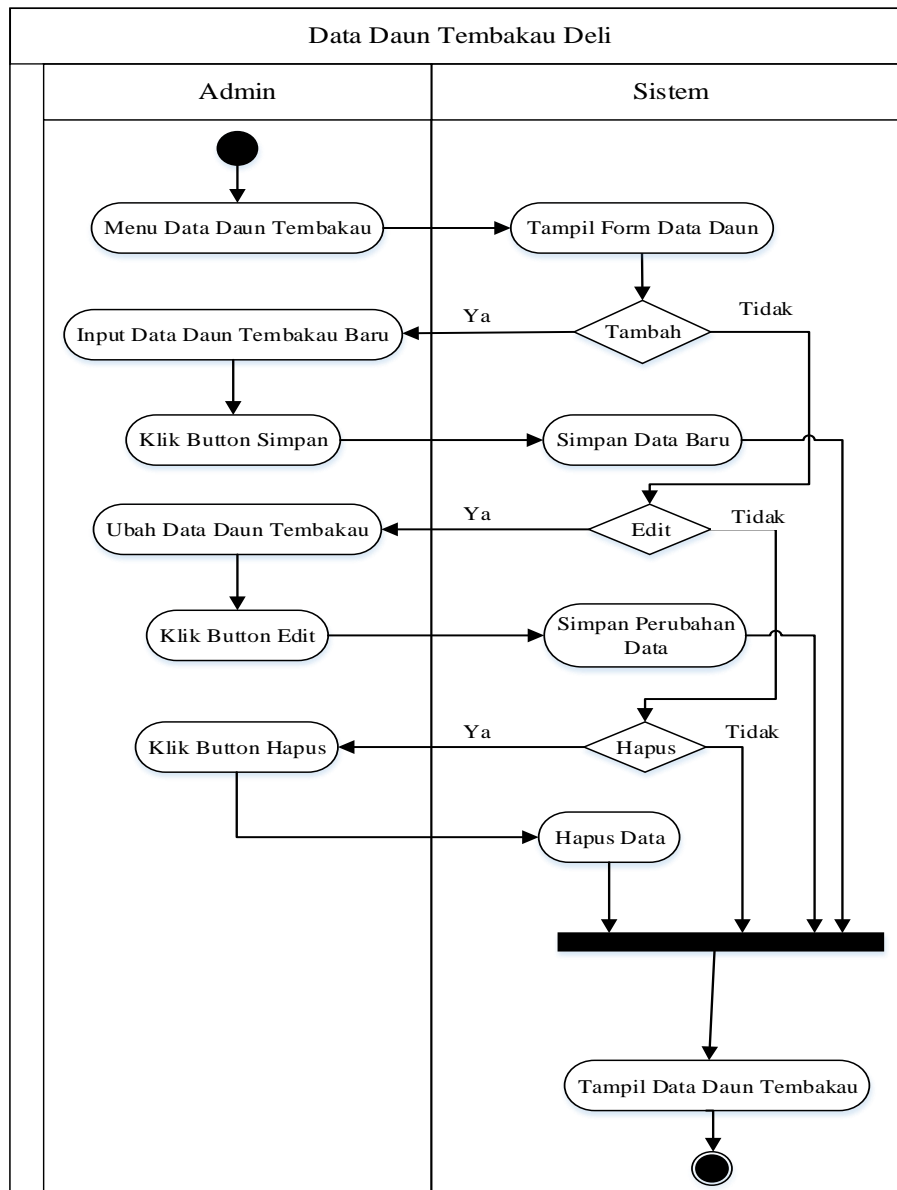 Data Daun Tembakau Deli
Admin
Sistem
Menu Data Daun Tembakau
Tampil Form Data Daun
Tambah
Ya
Tidak
Input Data Daun Tembakau Baru
Klik Button Simpan
Simpan Data Baru
Edit
Ya
Tidak
Ubah Data Daun Tembakau
Klik Button Edit
Simpan Perubahan
Data
Hapus
Ya
Tidak
Klik Button Hapus
Hapus Data
Tampil Data Daun Tembakau